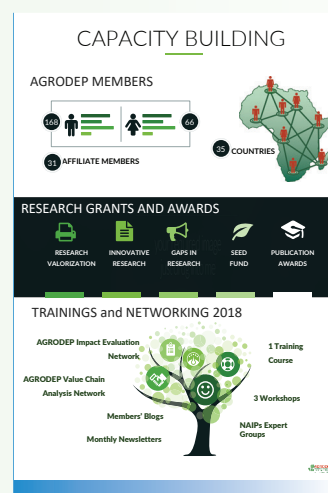 CAPACITY BUILDING
AGRODEP MEMBERS
168
66
31 AFFILIATE MEMBERS
35 COUNTRIES
RESEARCH GRANTS AND AWARDS
RESEARCH
VALORIZATION
INNOVATIVE
RESEARCH
GAPS IN
RESEARCH
SEED
FUND
PUBLICATION
AWARDS
TRAININGS and NETWORKING 2018
AGRODEP Impact Evaluation
Network
AGRODEP Value Chain
Analysis Network
Members' Blogs
Monthly Newsletters
1 Training
Course
3 Workshops
NAIPs Expert
Groups